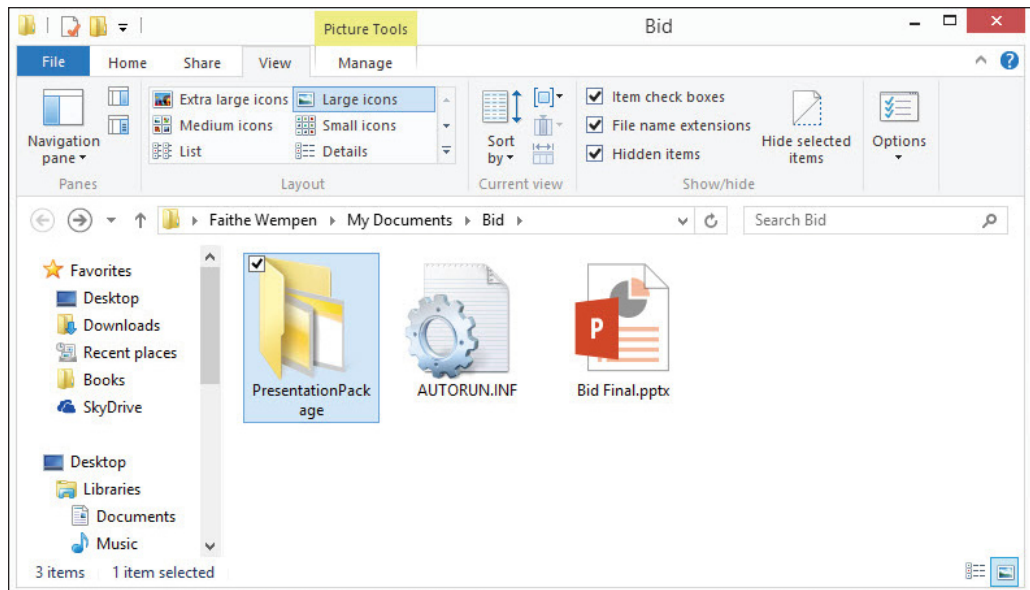 Picture Tools
Bid
File Home Share View Manage
Navigation pane
Extra large icons Large icons
Medium icons Small icons
List Details
Sort by
Item check boxes
File name extensions
Hidden items
Hide selected items
Options
Panes Layout Current view Show/hide
Faithe Wempen My Documents Bid
Search Bid
Favorites
Desktop
Downloads
Recent places
Books
SkyDrive
Desktop
Libraries
Documents
Music
PresentationPack
age
AUTORUN.INF
P
Bid Final.pptx
3 items 1 item selected